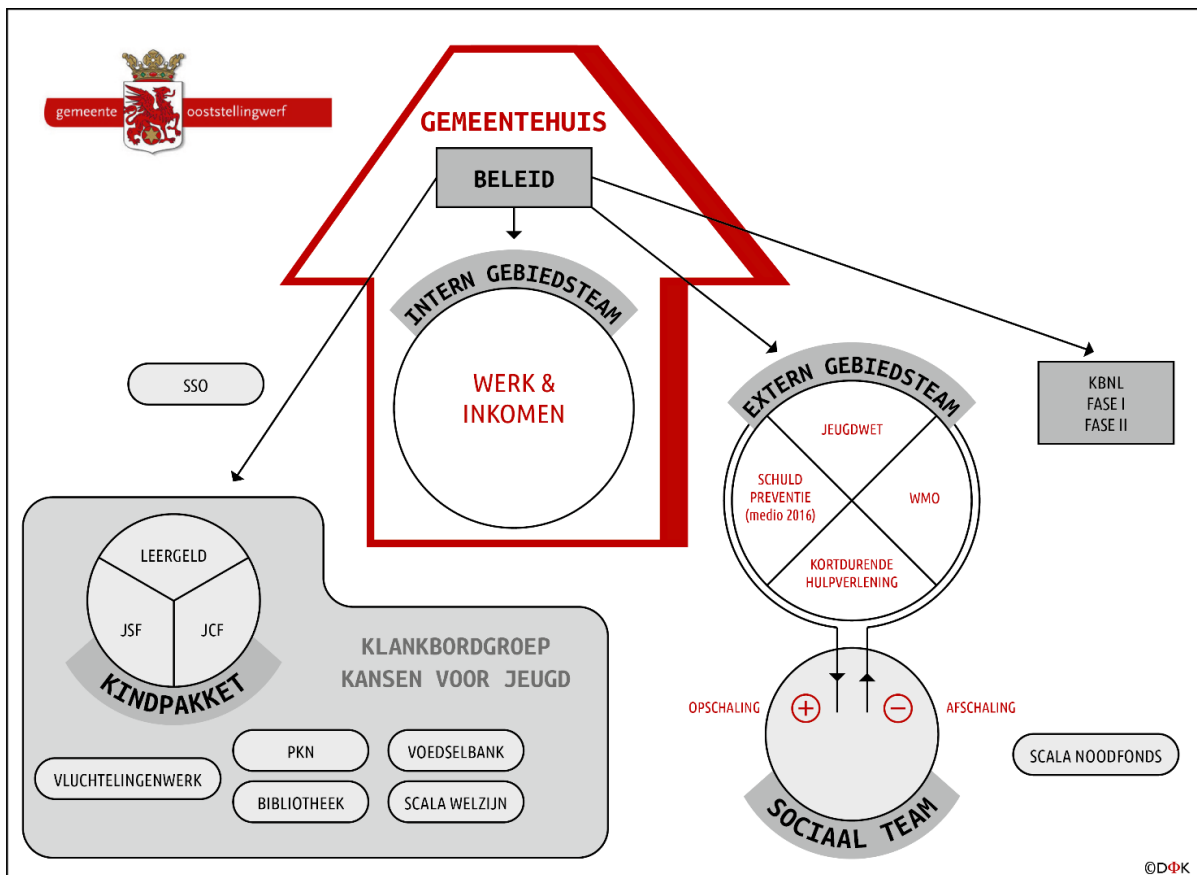 gemeente ooststellingwerf
GEMEENTEHUIS
BELEID
INTERN GEBIEDSTEAM
WERK &
INKOMEN
SSO
EXTERN GEBIEDSTEAM
JEUGDWET
SCHULD
PREVENTIE
(medio 2016)
WMO
KORTDURENDE
HULPVERLENING
KBNL
FASE I
FASE II
LEERGELD
JSF
JCF
KINDPAKKET
KLANKBORDGROEP
KANSEN VOOR JEUGD
VLUCHTELINGENWERK
PKN
VOEDSELBANK
BIBLIOTHEEK
SCALA WELZIJN
OPSCHALING
+
−
AFSCHALING
SOCIAAL TEAM
SCALA NOODFONDS
©DΦK